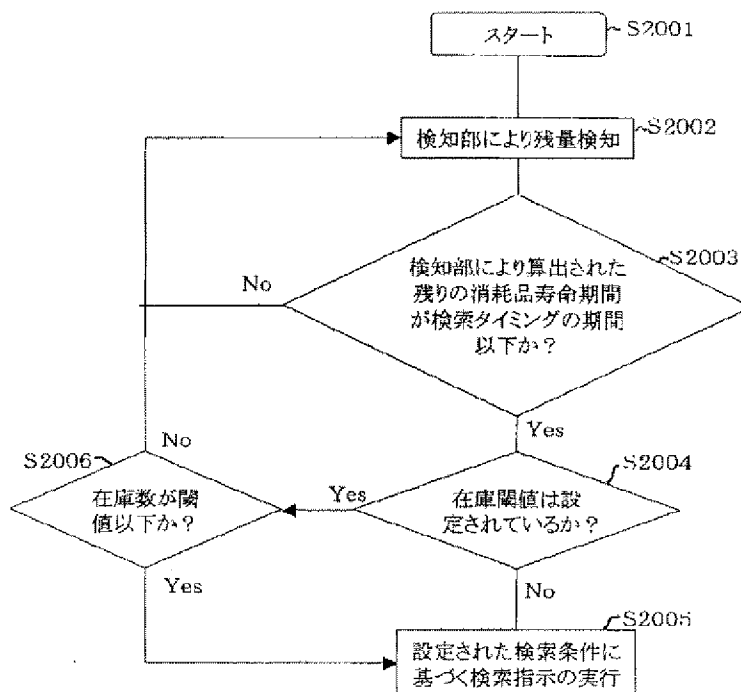 スタート
S2001
検知部により残量検知
S2002
検知部により算出された
残りの消耗品寿命期間
が検索タイミングの期間
以下か？
S2003
No
Yes
在庫閾値は設
定されているか？
S2004
Yes
No
在庫数が閾
値以下か？
S2006
No
Yes
設定された検索条件に
基づく検索指示の実行
S2005